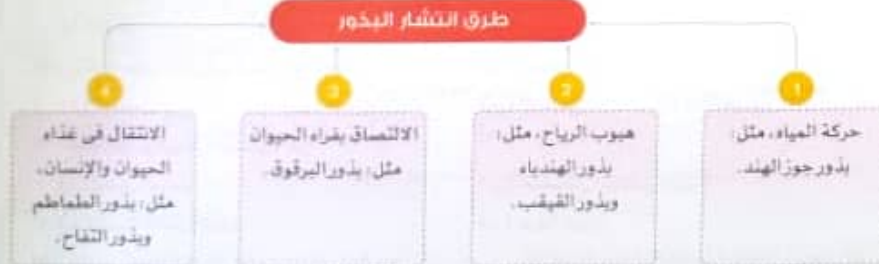 طرق انتشار البذور
1
حركة المياه، مثل:
بذور جوز الهند.
2
هبوب الرياح، مثل:
بذور الهندباء
وبذور القيقب.
3
الالتصاق بفراء الحيوان
مثل: بذور البرقوق.
4
الانتقال فى غذاء
الحيوان والإنسان،
مثل: بذور الطماطم
وبذور التفاح.